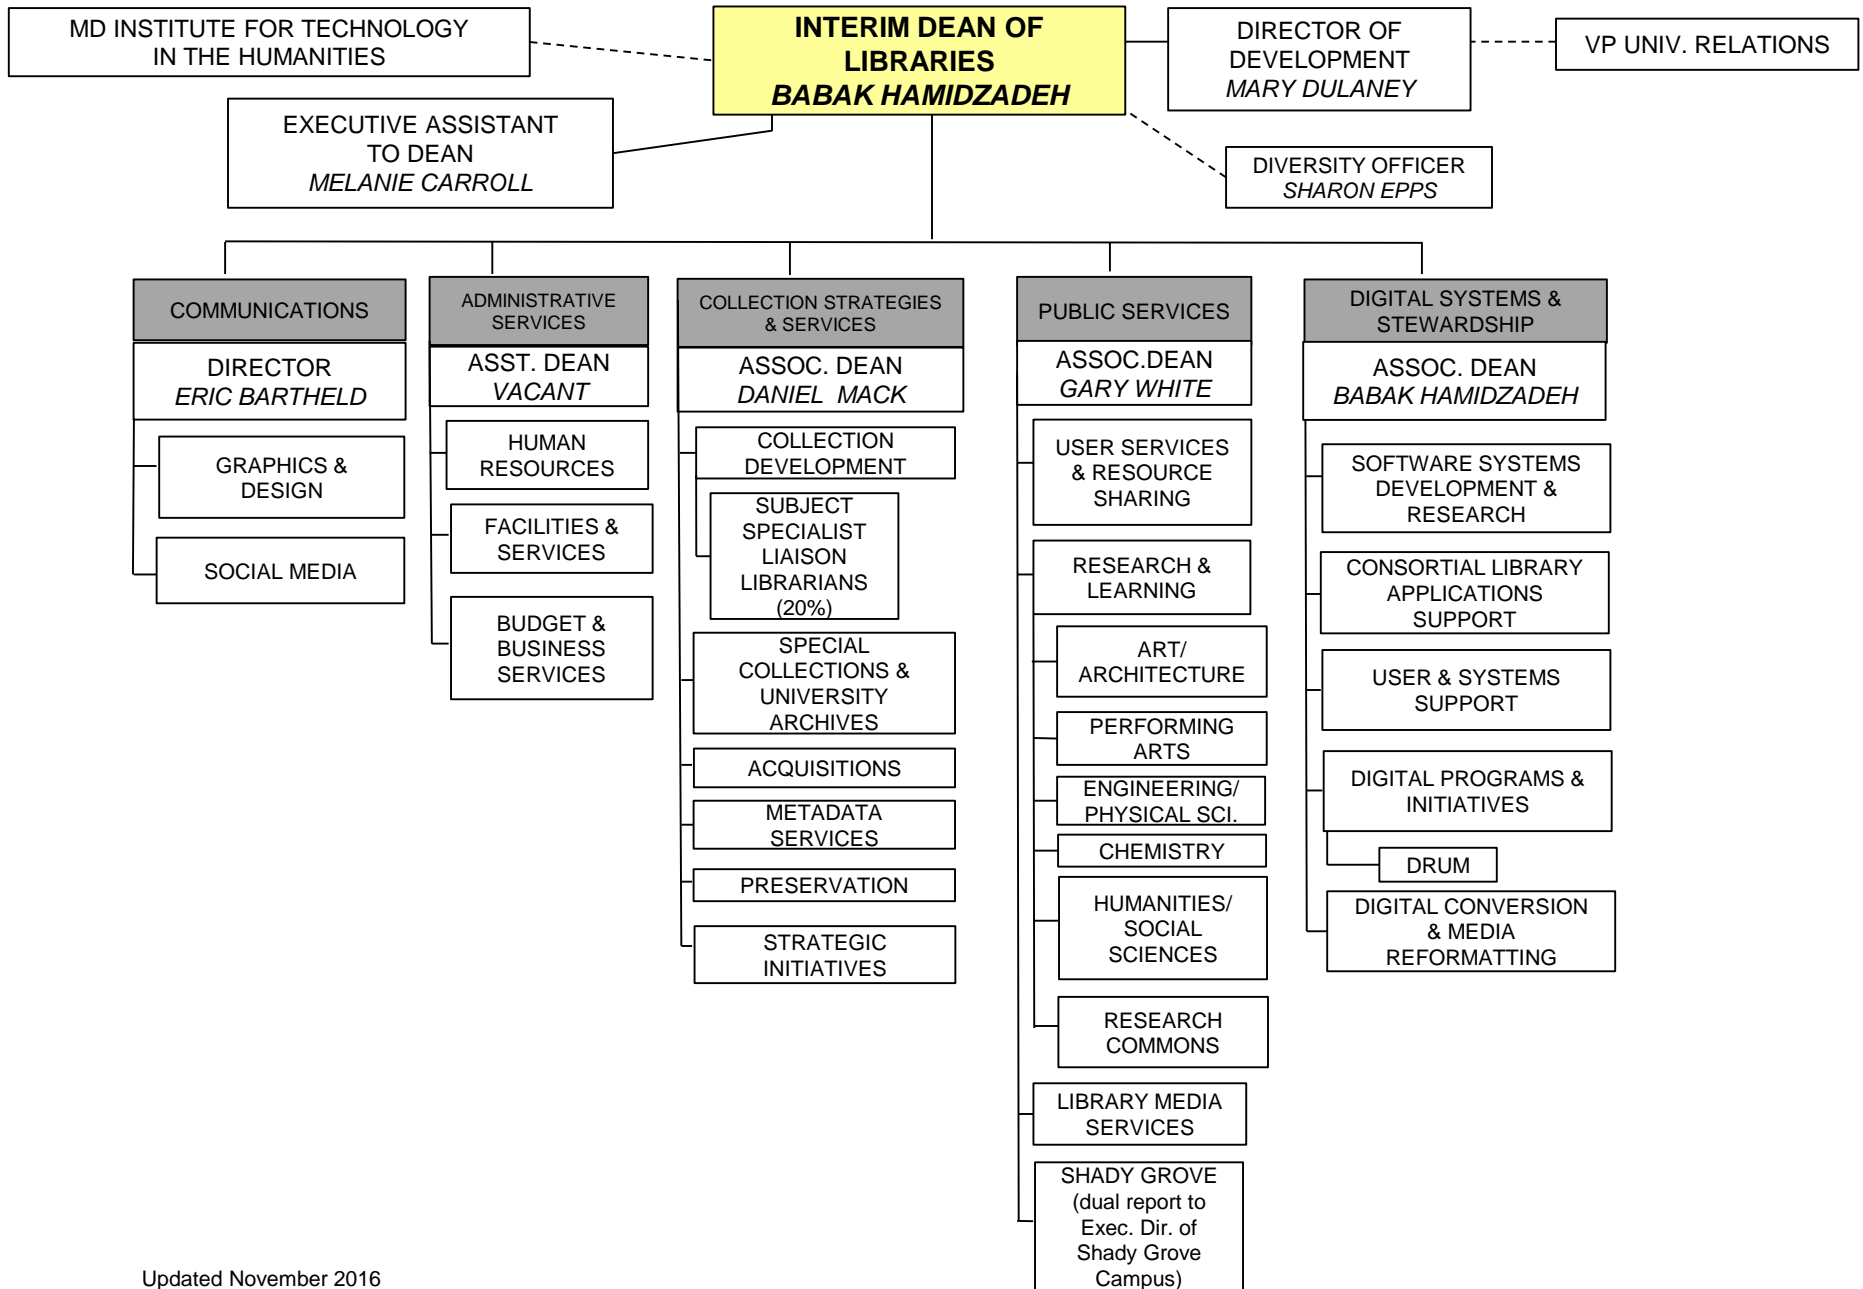 MD INSTITUTE FOR TECHNOLOGY
IN THE HUMANITIES
INTERIM DEAN OF
LIBRARIES
BABAK HAMIDZADEH
DIRECTOR OF
DEVELOPMENT
MARY DULANEY
VP UNIV. RELATIONS
EXECUTIVE ASSISTANT
TO DEAN
MELANIE CARROLL
DIVERSITY OFFICER
SHARON EPPS
COMMUNICATIONS
DIRECTOR
ERIC BARTHELD
GRAPHICS &
DESIGN
SOCIAL MEDIA
ADMINISTRATIVE
SERVICES
ASST. DEAN
VACANT
HUMAN
RESOURCES
FACILITIES &
SERVICES
BUDGET &
BUSINESS
SERVICES
COLLECTION STRATEGIES
& SERVICES
ASSOC. DEAN
DANIEL MACK
COLLECTION
DEVELOPMENT
SUBJECT
SPECIALIST
LIAISON
LIBRARIANS
(20%)
SPECIAL
COLLECTIONS &
UNIVERSITY
ARCHIVES
ACQUISITIONS
METADATA
SERVICES
PRESERVATION
STRATEGIC
INITIATIVES
PUBLIC SERVICES
ASSOC.DEAN
GARY WHITE
USER SERVICES
& RESOURCE
SHARING
RESEARCH &
LEARNING
ART/
ARCHITECTURE
PERFORMING
ARTS
ENGINEERING/
PHYSICAL SCI.
CHEMISTRY
HUMANITIES/
SOCIAL
SCIENCES
RESEARCH
COMMONS
LIBRARY MEDIA
SERVICES
SHADY GROVE
(dual report to
Exec. Dir. of
Shady Grove
Campus)
DIGITAL SYSTEMS &
STEWARDSHIP
ASSOC. DEAN
BABAK HAMIDZADEH
SOFTWARE SYSTEMS
DEVELOPMENT &
RESEARCH
CONSORTIAL LIBRARY
APPLICATIONS
SUPPORT
USER & SYSTEMS
SUPPORT
DIGITAL PROGRAMS &
INITIATIVES
DRUM
DIGITAL CONVERSION
& MEDIA
REFORMATTING
Updated November 2016